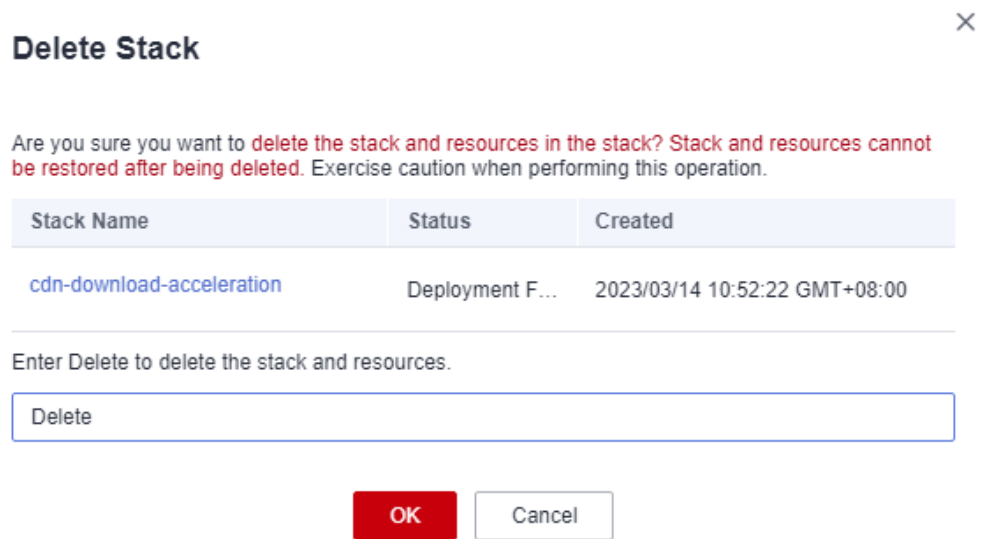 Delete Stack
Are you sure you want to delete the stack and resources in the stack? Stack and resources cannot
be restored after being deleted. Exercise caution when performing this operation.
Stack Name Status Created
cdn-download-acceleration Deployment F... 2023/03/14 10:52:22 GMT+08:00
Enter Delete to delete the stack and resources.
Delete
OK Cancel